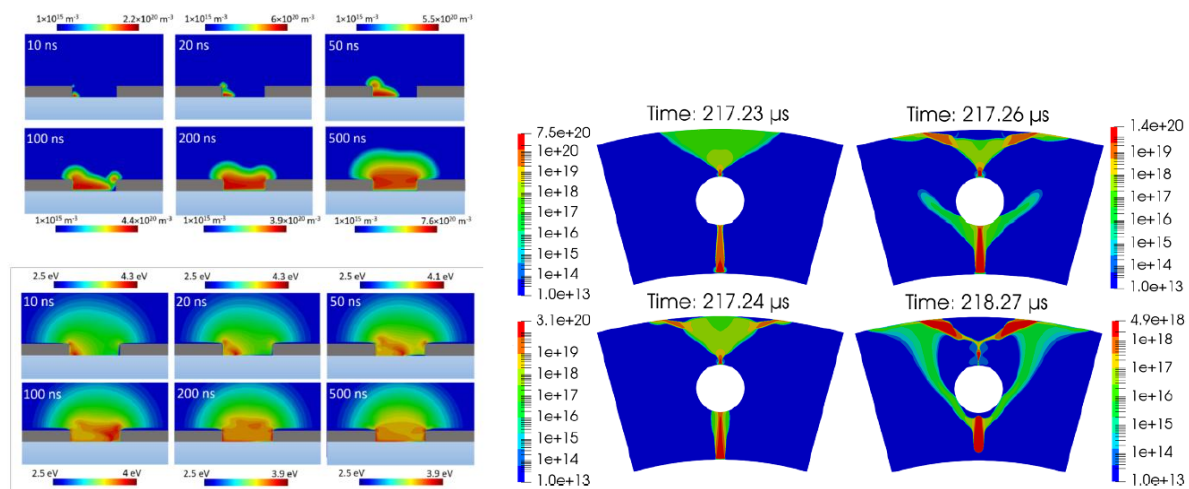 1×10¹⁵ m⁻³ 2.2×10²⁰ m⁻³ 1×10¹⁵ m⁻³ 6×10²⁰ m⁻³ 1×10¹⁵ m⁻³ 5.5×10²⁰ m⁻³
10 ns 20 ns 50 ns
100 ns 200 ns 500 ns
1×10¹⁵ m⁻³ 4.4×10²⁰ m⁻³ 1×10¹⁵ m⁻³ 3.9×10²⁰ m⁻³ 1×10¹⁵ m⁻³ 7.6×10²⁰ m⁻³
2.5 eV 4.3 eV 2.5 eV 4.3 eV 2.5 eV 4.1 eV
10 ns 20 ns 50 ns
100 ns 200 ns 500 ns
2.5 eV 4 eV 2.5 eV 3.9 eV 2.5 eV 3.9 eV
Time: 217.23 µs
7.5e+20
1e+20
1e+19
1e+18
1e+17
1e+16
1e+15
1e+14
1.0e+13
Time: 217.26 µs
1.4e+20
1e+19
1e+18
1e+17
1e+16
1e+15
1e+14
1.0e+13
Time: 217.24 µs
3.1e+20
1e+19
1e+18
1e+17
1e+16
1e+15
1e+14
1.0e+13
Time: 218.27 µs
4.9e+18
1e+18
1e+17
1e+16
1e+15
1e+14
1.0e+13